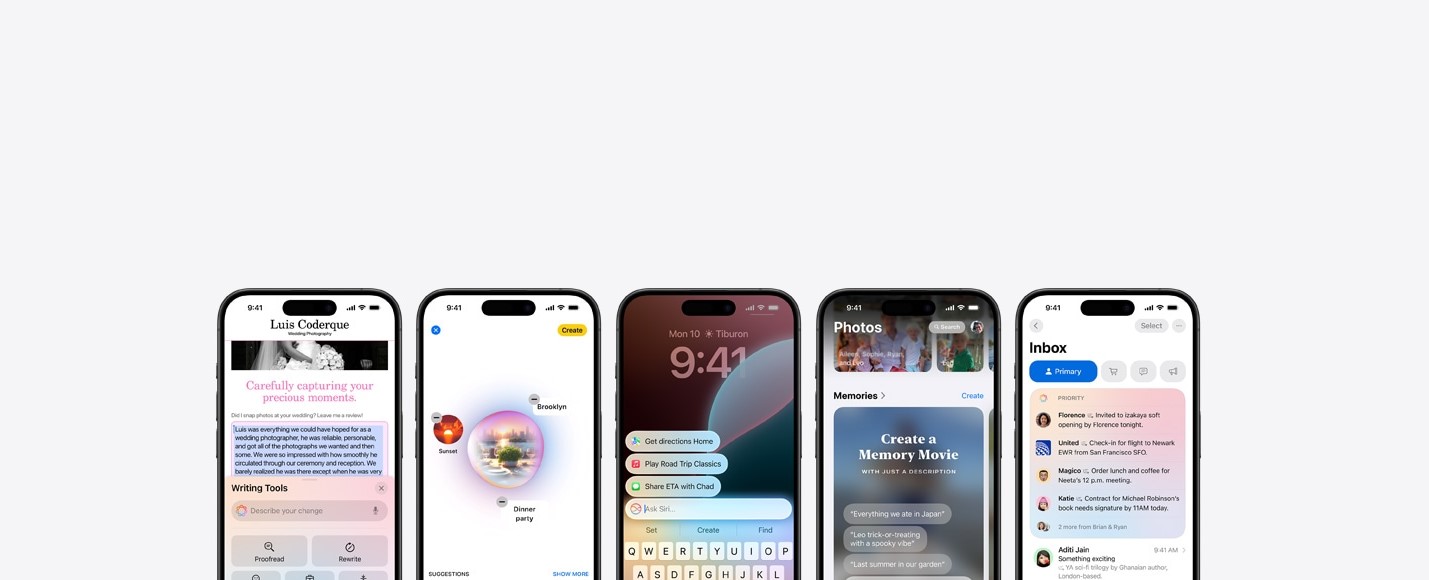 9:41
Luis Coderque
Wedding Photography
Carefully capturing your
precious moments.
Did I snap photos at your wedding? Leave me a review!
Luis was everything we could have hoped for as a
wedding photographer, he was reliable, personable,
and got all of the photographs we wanted and then
some. We were so impressed with how smoothly he
circulated through our ceremony and reception. We
barely realized he was there except when he was very
Writing Tools
Describe your change
Proofread
Rewrite
9:41
Create
Brooklyn
Sunset
Dinner
party
SUGGESTIONS
SHOW MORE
Mon 10 Tiburon
9:41
Get directions Home
Play Road Trip Classics
Share ETA with Chad
Ask Siri...
Set
Create
Find
Q W E R T Y U I O P
A S D F G H J K L
9:41
Photos
Search
Memories
Create
Create a
Memory Movie
WITH JUST A DESCRIPTION
"Everything we ate in Japan"
"Leo trick-or-treating
with a spooky vibe"
"Last summer in our garden"
9:41
Select
Inbox
Primary
PRIORITY
Florence Invited to izakaya soft
opening by Florence tonight.
United Check-in for flight to Newark
EWR from San Francisco SFO.
Magico Order lunch and coffee for
Neeta's 12 p.m. meeting.
Katie Contract for Michael Robinson's
book needs signature by 11AM today.
2 more from Brian & Ryan
Aditi Jain
9:41 AM
Something exciting
YA sci-fi trilogy by Ghanaian author,
London-based.